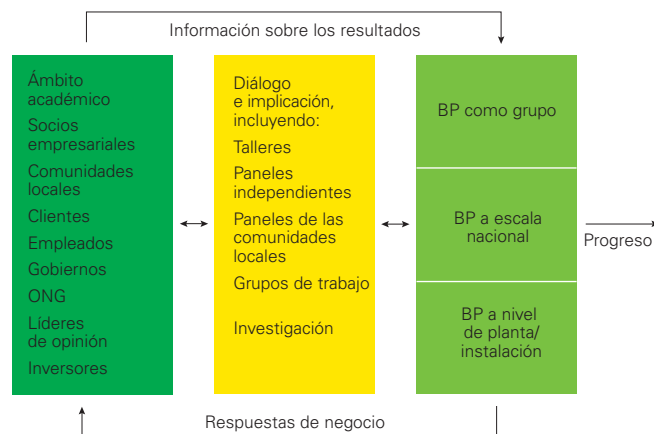 Información sobre los resultados
Ámbito
académico
Socios
empresariales
Comunidades
locales
Clientes
Empleados
Gobiernos
ONG
Líderes
de opinión
Inversores
Diálogo
e implicación,
incluyendo:
Talleres
Paneles
independientes
Paneles de las
comunidades
locales
Grupos de trabajo
Investigación
BP como grupo
BP a escala
nacional
BP a nivel
de planta/
instalación
Progreso
Respuestas de negocio